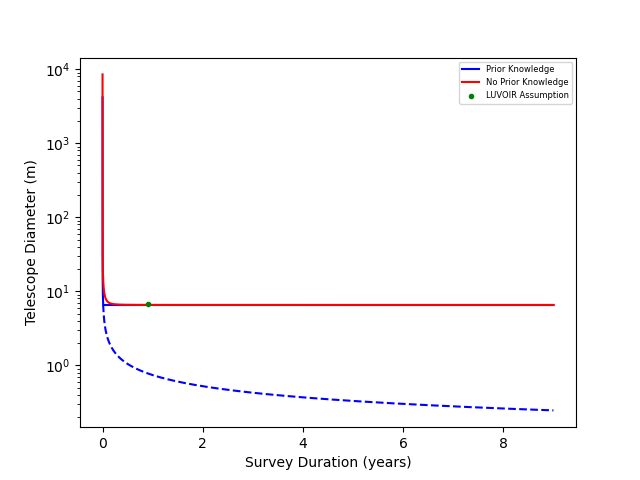 10⁴
10³
10²
10¹
10⁰
Telescope Diameter (m)
Prior Knowledge
No Prior Knowledge
LUVOIR Assumption
0 2 4 6 8
Survey Duration (years)